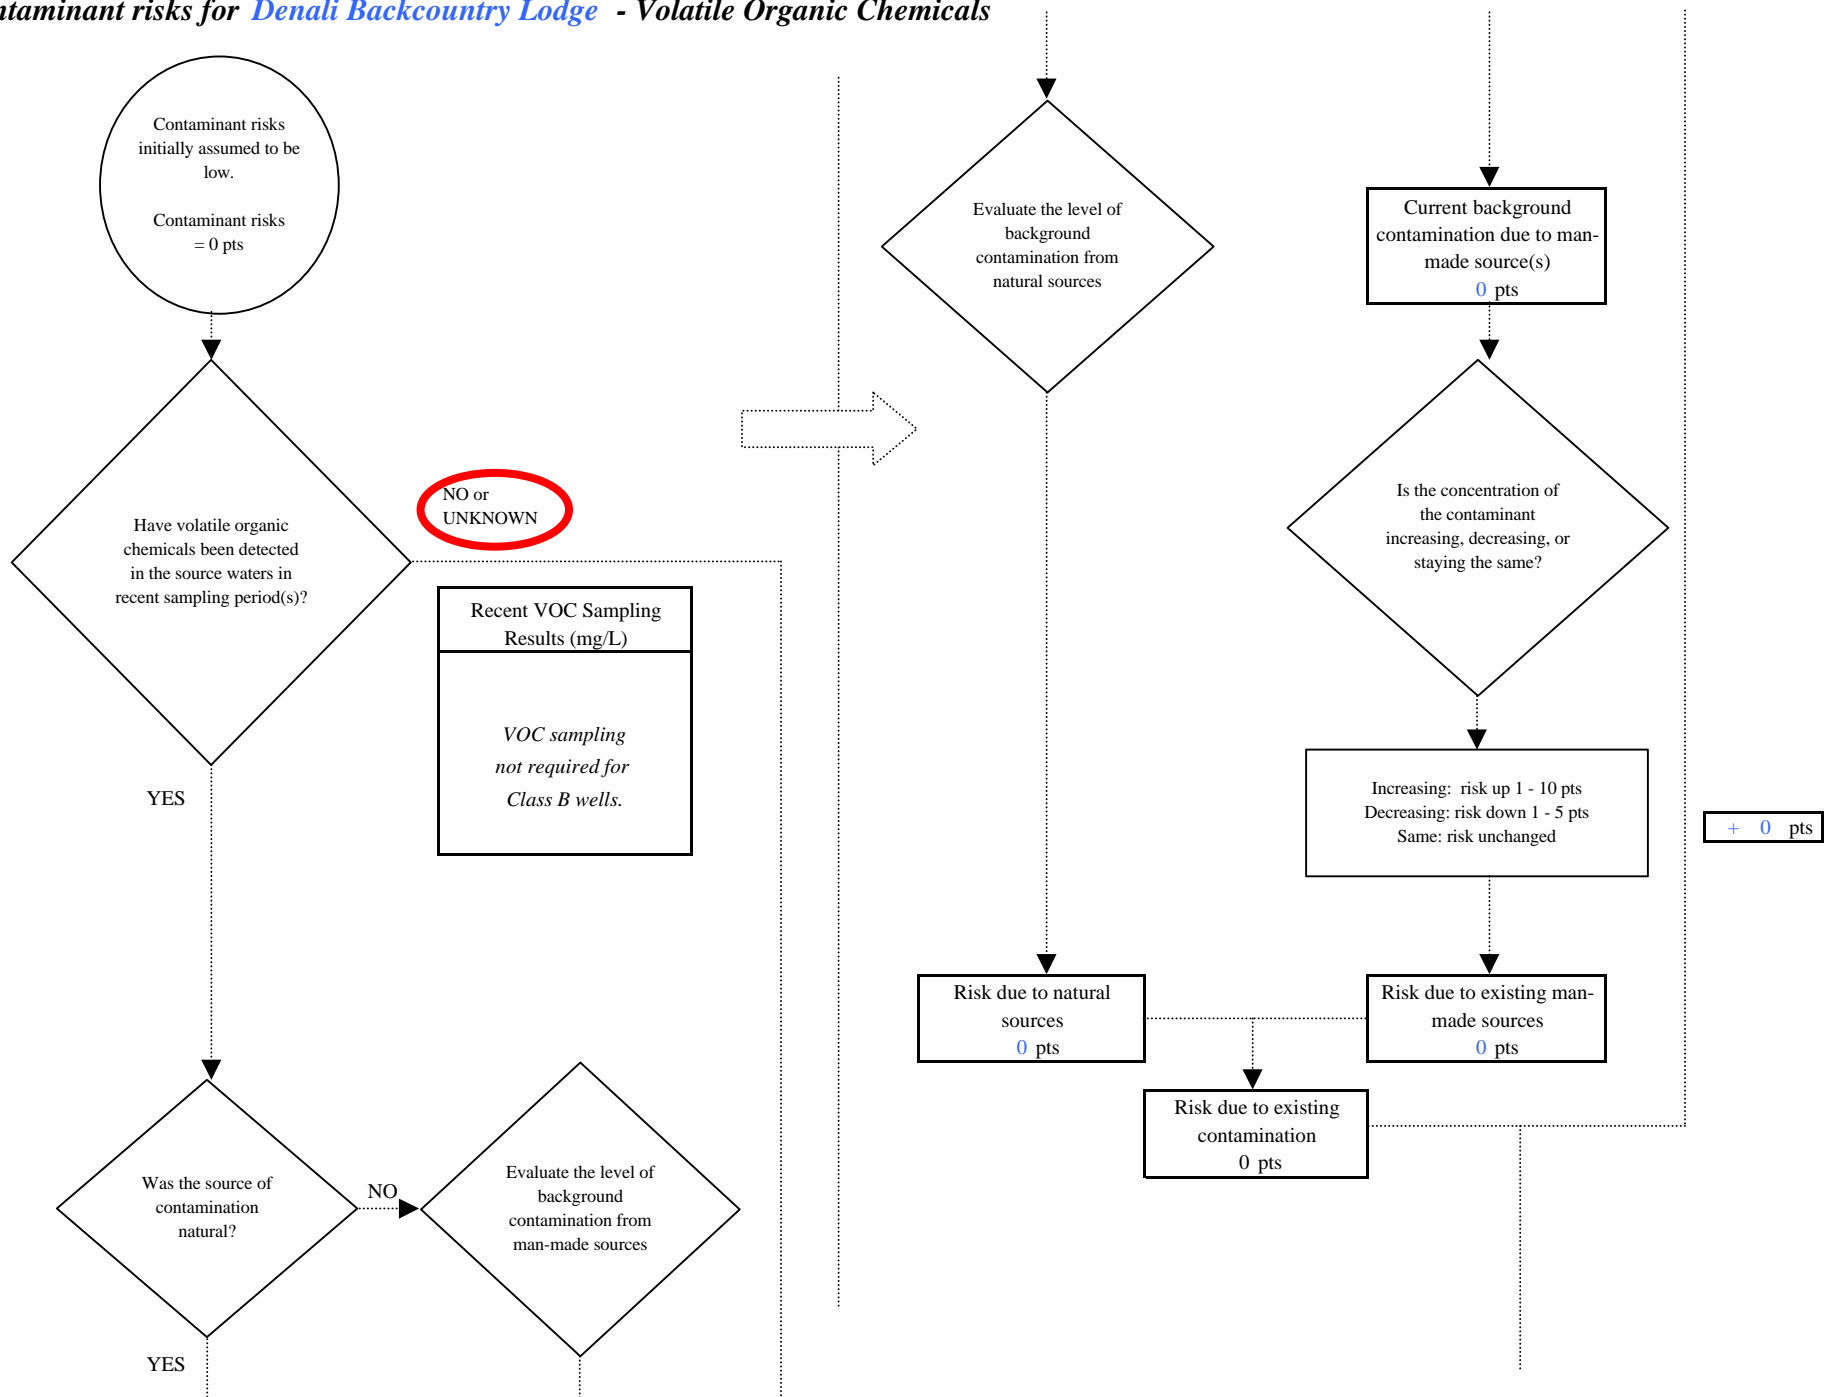 ntaminant risks for Denali Backcountry Lodge - Volatile Organic Chemicals
Contaminant risks
initially assumed to be
low.
Contaminant risks
= 0 pts
Have volatile organic
chemicals been detected
in the source waters in
recent sampling period(s)?
NO or
UNKNOWN
Recent VOC Sampling
Results (mg/L)
VOC sampling
not required for
Class B wells.
YES
Was the source of
contamination
natural?
NO
Evaluate the level of
background
contamination from
man-made sources
YES
Evaluate the level of
background
contamination from
natural sources
Current background
contamination due to man-
made source(s)
0 pts
Is the concentration of
the contaminant
increasing, decreasing, or
staying the same?
Increasing: risk up 1 - 10 pts
Decreasing: risk down 1 - 5 pts
Same: risk unchanged
+ 0 pts
Risk due to natural
sources
0 pts
Risk due to existing man-
made sources
0 pts
Risk due to existing
contamination
0 pts